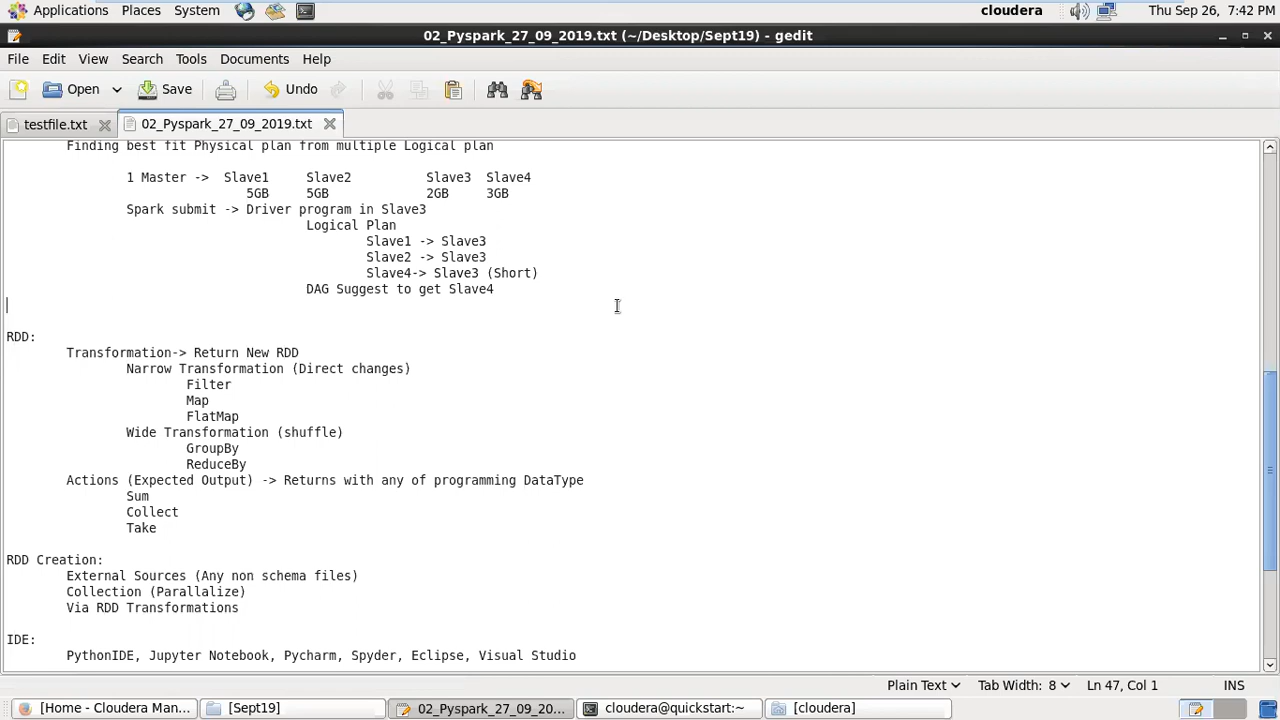 Applications Places System cloudera Thu Sep 26, 7:42 PM
02_Pyspark_27_09_2019.txt (~/Desktop/Sept19) - gedit
File Edit View Search Tools Documents Help
Open Save Undo
testfile.txt 02_Pyspark_27_09_2019.txt
Finding best fit Physical plan from multiple Logical plan
1 Master -> Slave1 Slave2 Slave3 Slave4
5GB 5GB 2GB 3GB
Spark submit -> Driver program in Slave3
Logical Plan
Slave1 -> Slave3
Slave2 -> Slave3
Slave4-> Slave3 (Short)
DAG Suggest to get Slave4
RDD:
Transformation-> Return New RDD
Narrow Transformation (Direct changes)
Filter
Map
FlatMap
Wide Transformation (shuffle)
GroupBy
ReduceBy
Actions (Expected Output) -> Returns with any of programming DataType
Sum
Collect
Take
RDD Creation:
External Sources (Any non schema files)
Collection (Parallalize)
Via RDD Transformations
IDE:
PythonIDE, Jupyter Notebook, Pycharm, Spyder, Eclipse, Visual Studio
Plain Text Tab Width: 8 Ln 47, Col 1 INS
[Home - Cloudera Man... [Sept19] 02_Pyspark_27_09_20... cloudera@quickstart:~ [cloudera]